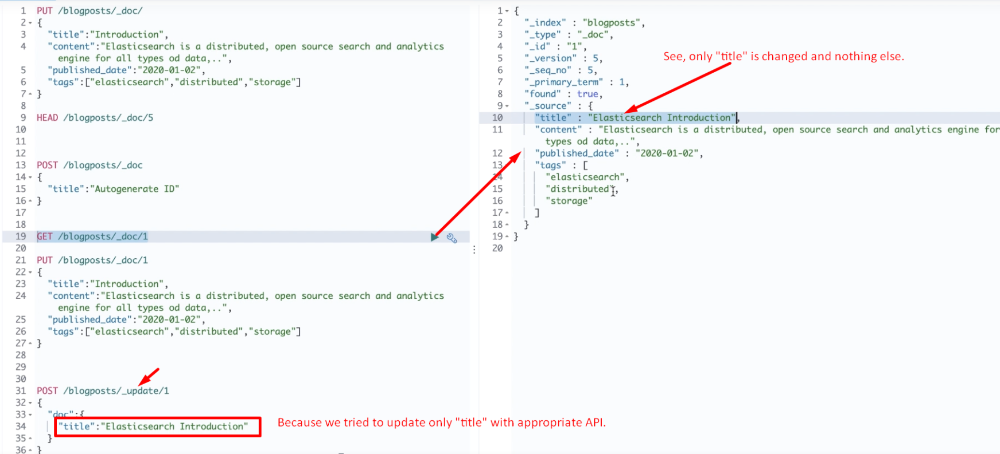 1 PUT /blogposts/_doc/
2 {
3 "title":"Introduction",
4 "content":"Elasticsearch is a distributed, open source search and analytics
engine for all types od data,..",
5 "published_date":"2020-01-02",
6 "tags":["elasticsearch","distributed","storage"]
7 }
8
9 HEAD /blogposts/_doc/5
10
11
12
13 POST /blogposts/_doc
14 {
15 "title":"Autogenerate ID"
16 }
17
18
19 GET /blogposts/_doc/1
20
21 PUT /blogposts/_doc/1
22 {
23 "title":"Introduction",
24 "content":"Elasticsearch is a distributed, open source search and analytics
engine for all types od data,..",
25 "published_date":"2020-01-02",
26 "tags":["elasticsearch","distributed","storage"]
27 }
28
29
30
31 POST /blogposts/_update/1
32 {
33 "doc":{
34 "title":"Elasticsearch Introduction"
35 }
36 }
Because we tried to update only "title" with appropriate API.
1 {
2 "_index" : "blogposts",
3 "_type" : "_doc",
4 "_id" : "1",
5 "_version" : 5,
6 "_seq_no" : 5,
7 "_primary_term" : 1,
8 "found" : true,
9 "_source" : {
10 "title" : "Elasticsearch Introduction",
11 "content" : "Elasticsearch is a distributed, open source search and analytics engine for
types od data,..",
12 "published_date" : "2020-01-02",
13 "tags" : [
14 "elasticsearch",
15 "distributed",
16 "storage"
17 ]
18 }
19 }
20
See, only "title" is changed and nothing else.